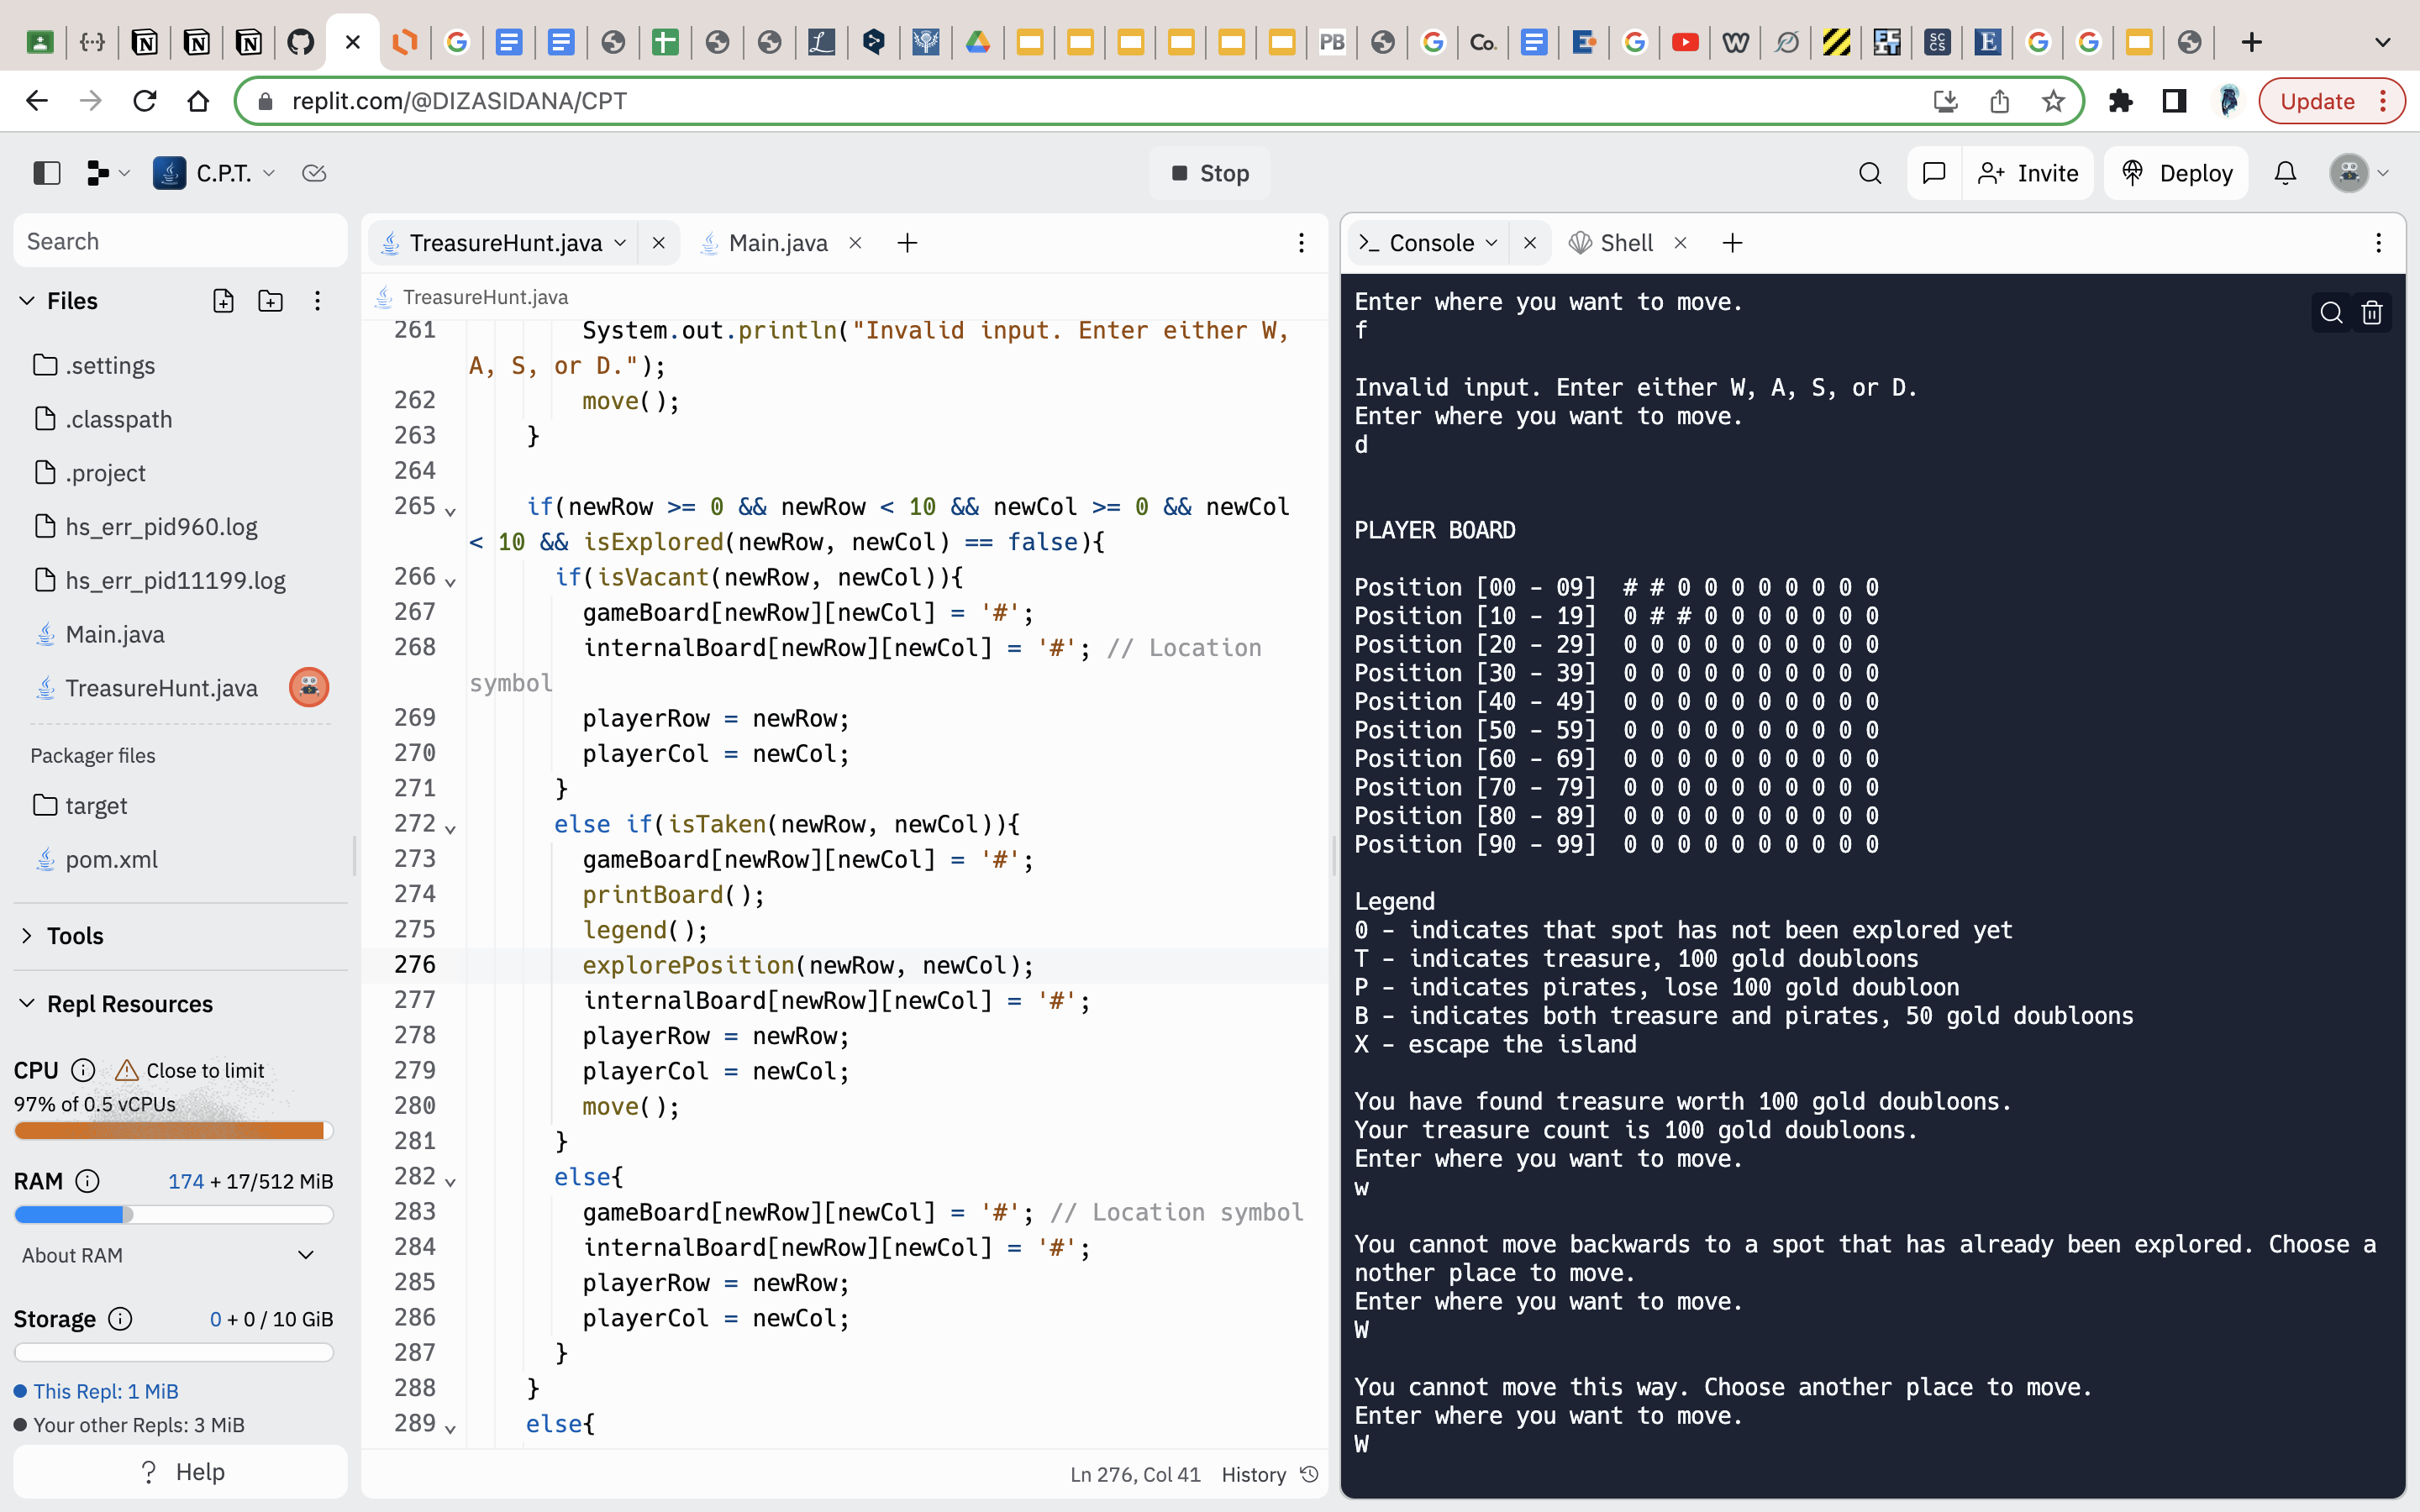 PB
Co.
SC
CS
E
replit.com/@DIZASIDANA/CPT
Update
C.P.T.
Stop
Invite
Deploy
Search
Files
.settings
.classpath
.project
hs_err_pid960.log
hs_err_pid11199.log
Main.java
TreasureHunt.java
Packager files
target
pom.xml
Tools
Repl Resources
CPU Close to limit
97% of 0.5 vCPUs
RAM 174 + 17/512 MiB
About RAM
Storage 0 + 0 / 10 GiB
This Repl: 1 MiB
Your other Repls: 3 MiB
? Help
TreasureHunt.java Main.java
TreasureHunt.java
261 System.out.println("Invalid input. Enter either W,
A, S, or D.");
262 move();
263 }
264
265 if(newRow >= 0 && newRow < 10 && newCol >= 0 && newCol
< 10 && isExplored(newRow, newCol) == false){
266 if(isVacant(newRow, newCol)){
267 gameBoard[newRow][newCol] = '#';
268 internalBoard[newRow][newCol] = '#'; // Location
symbol
269 playerRow = newRow;
270 playerCol = newCol;
271 }
272 else if(isTaken(newRow, newCol)){
273 gameBoard[newRow][newCol] = '#';
274 printBoard();
275 legend();
276 explorePosition(newRow, newCol);
277 internalBoard[newRow][newCol] = '#';
278 playerRow = newRow;
279 playerCol = newCol;
280 move();
281 }
282 else{
283 gameBoard[newRow][newCol] = '#'; // Location symbol
284 internalBoard[newRow][newCol] = '#';
285 playerRow = newRow;
286 playerCol = newCol;
287 }
288 }
289 else{
Ln 276, Col 41 History
Console Shell
Enter where you want to move.
f
Invalid input. Enter either W, A, S, or D.
Enter where you want to move.
d
PLAYER BOARD
Position [00 - 09] # # 0 0 0 0 0 0 0 0
Position [10 - 19] 0 # # 0 0 0 0 0 0 0
Position [20 - 29] 0 0 0 0 0 0 0 0 0 0
Position [30 - 39] 0 0 0 0 0 0 0 0 0 0
Position [40 - 49] 0 0 0 0 0 0 0 0 0 0
Position [50 - 59] 0 0 0 0 0 0 0 0 0 0
Position [60 - 69] 0 0 0 0 0 0 0 0 0 0
Position [70 - 79] 0 0 0 0 0 0 0 0 0 0
Position [80 - 89] 0 0 0 0 0 0 0 0 0 0
Position [90 - 99] 0 0 0 0 0 0 0 0 0 0
Legend
0 - indicates that spot has not been explored yet
T - indicates treasure, 100 gold doubloons
P - indicates pirates, lose 100 gold doubloon
B - indicates both treasure and pirates, 50 gold doubloons
X - escape the island
You have found treasure worth 100 gold doubloons.
Your treasure count is 100 gold doubloons.
Enter where you want to move.
w
You cannot move backwards to a spot that has already been explored. Choose a
nother place to move.
Enter where you want to move.
W
You cannot move this way. Choose another place to move.
Enter where you want to move.
W